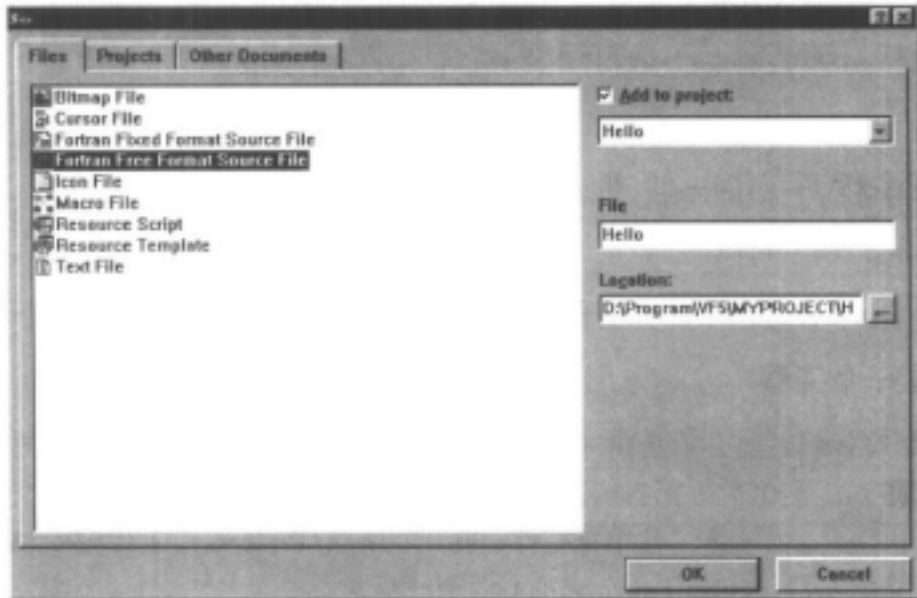 Files Projects Other Documents
Bitmap File
Cursor File
Fortran Fixed Format Source File
Fortran Free Format Source File
Icon File
Macro File
Resource Script
Resource Template
Text File
Add to project:
Hello
File
Hello
Location:
D:\Program\VF5\MYPROJECT\H
...
OK
Cancel